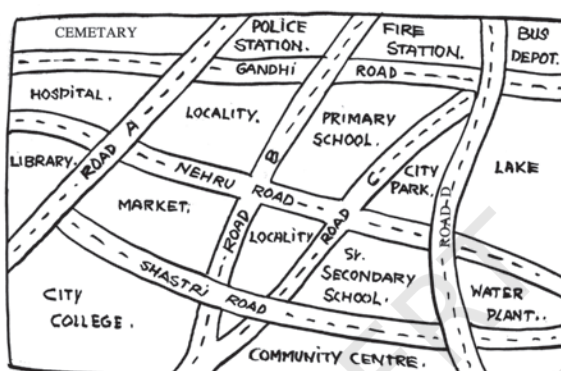 CEMETARY
POLICE
STATION.
FIRE
STATION.
BUS
DEPOT.
GANDHI ROAD
HOSPITAL.
LOCALITY.
PRIMARY
SCHOOL.
ROAD A
ROAD B
ROAD C
ROAD D
LIBRARY.
NEHRU ROAD
CITY
PARK.
LAKE
MARKET.
LOCALITY
Sr.
SECONDARY
SCHOOL.
SHASTRI ROAD
CITY
COLLEGE.
WATER
PLANT..
COMMUNITY CENTRE.